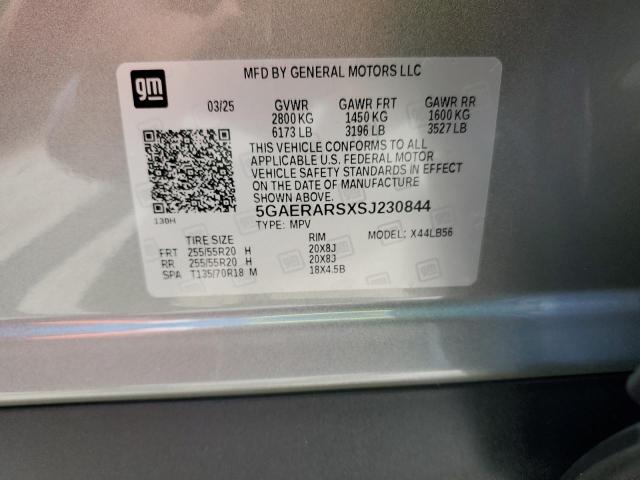 gm
MFD BY GENERAL MOTORS LLC
03/25 GVWR GAWR FRT GAWR RR
2800 KG 1450 KG 1600 KG
6173 LB 3196 LB 3527 LB
THIS VEHICLE CONFORMS TO ALL
APPLICABLE U.S. FEDERAL MOTOR
VEHICLE SAFETY STANDARDS IN EFFECT
ON THE DATE OF MANUFACTURE
SHOWN ABOVE.
5GAERARSXSJ230844
130H
TYPE: MPV MODEL: X44LB56
TIRE SIZE RIM
FRT 255/55R20 H 20X8J
RR 255/55R20 H 20X8J
SPA T135/70R18 M 18X4.5B